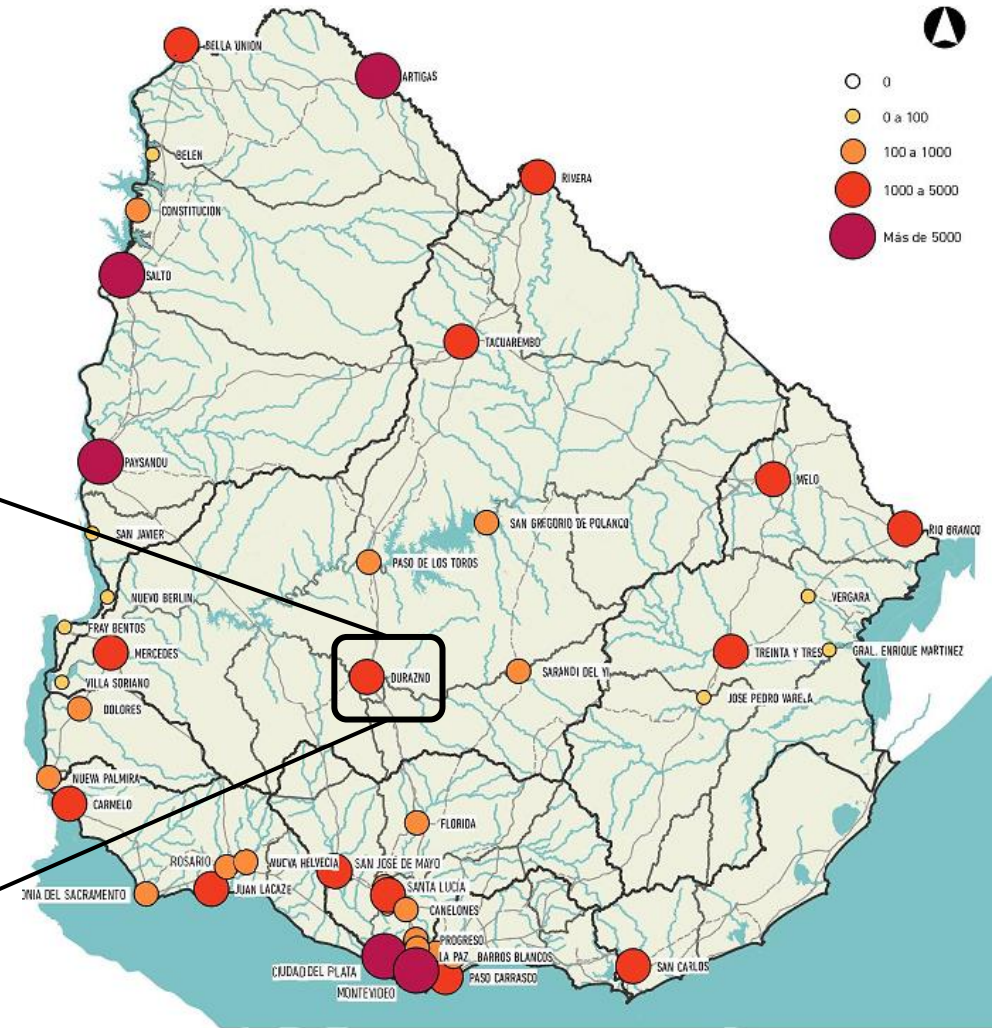 BELLA UNION
ARTIGAS
0
0 a 100
100 a 1000
1000 a 5000
Más de 5000
BELEN
RIVERA
CONSTITUCION
SALTO
TACUAREMBO
PAYSANDU
MELO
SAN GREGORIO DE POLANCO
RIO BRANCO
SAN JAVIER
PASO DE LOS TOROS
NUEVO BERLIN
VERGARA
FRAY BENTOS
MERCEDES
TREINTA Y TRES
GRAL. ENRIQUE MARTINEZ
VILLA SORIANO
DURAZNO
SARANDI DEL YI
JOSE PEDRO VARELA
DOLORES
NUEVA PALMIRA
CARMELO
FLORIDA
ROSARIO
NUEVA HELVECIA
SAN JOSÉ DE MAYO
JUAN LACAZE
SANTA LUCÍA
ONIA DEL SACRAMENTO
CANELONES
PROGRESO
LA PAZ
BARROS BLANCOS
CIUDAD DEL PLATA
PASO CARRASCO
SAN CARLOS
MONTEVIDEO